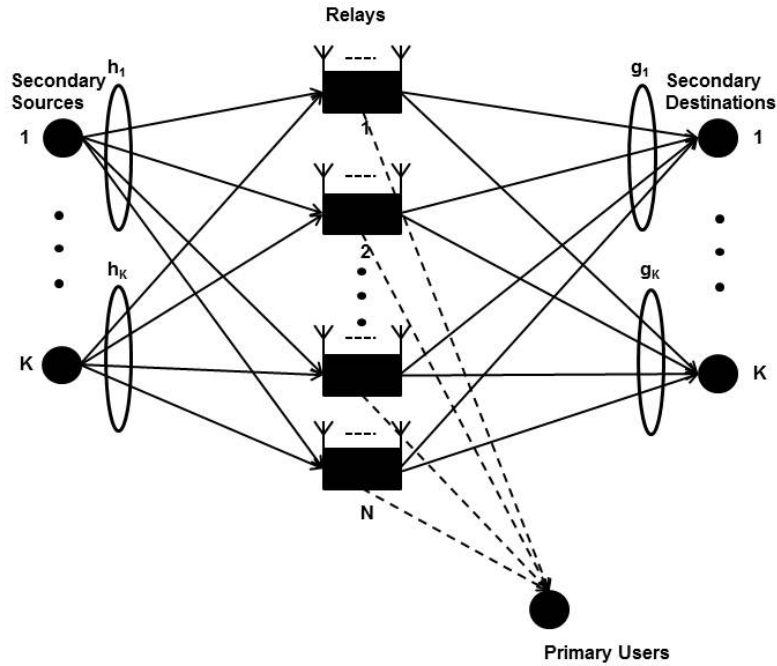 Relays
Secondary
Sources
h1
g1
Secondary
Destinations
1
1
1
2
hK
gK
K
K
N
Primary Users